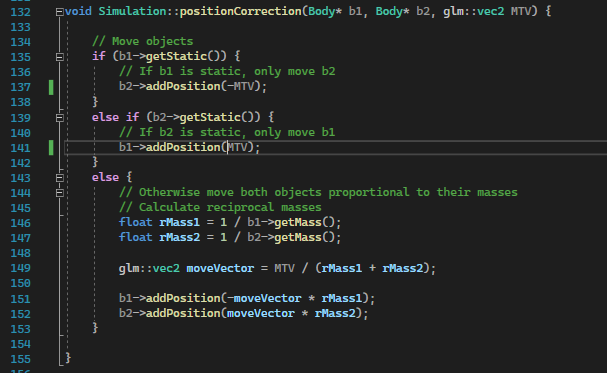 132 void Simulation::positionCorrection(Body* b1, Body* b2, glm::vec2 MTV) {
133
134 // Move objects
135 if (b1->getStatic()) {
136 // If b1 is static, only move b2
137 b2->addPosition(-MTV);
138 }
139 else if (b2->getStatic()) {
140 // If b2 is static, only move b1
141 b1->addPosition(MTV);
142 }
143 else {
144 // Otherwise move both objects proportional to their masses
145 // Calculate reciprocal masses
146 float rMass1 = 1 / b1->getMass();
147 float rMass2 = 1 / b2->getMass();
148
149 glm::vec2 moveVector = MTV / (rMass1 + rMass2);
150
151 b1->addPosition(-moveVector * rMass1);
152 b2->addPosition(moveVector * rMass2);
153 }
154
155 }